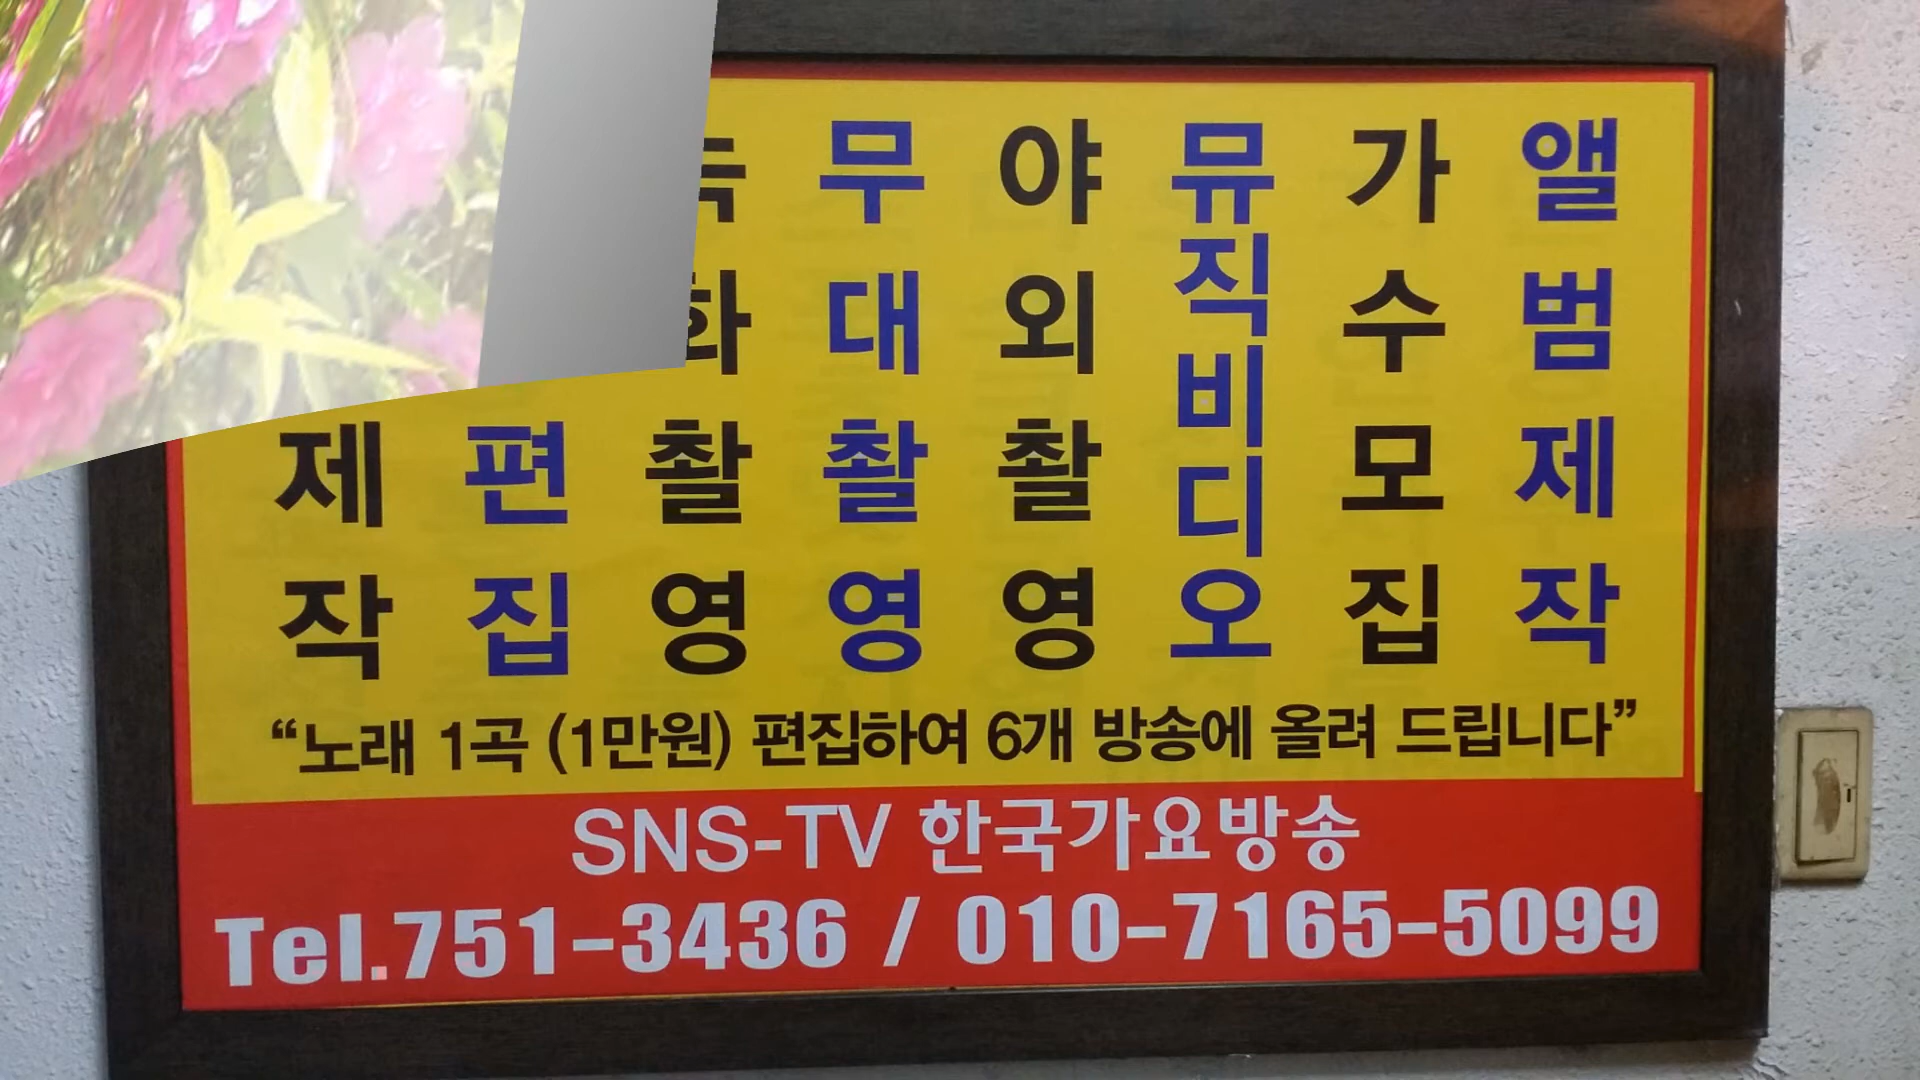 제작
편집
촬영
무대촬영
야외촬영
뮤직비디오
가수모집
앨범제작
“노래 1곡 (1만원) 편집하여 6개 방송에 올려 드립니다”
SNS-TV 한국가요방송
Tel.751-3436 / 010-7165-5099